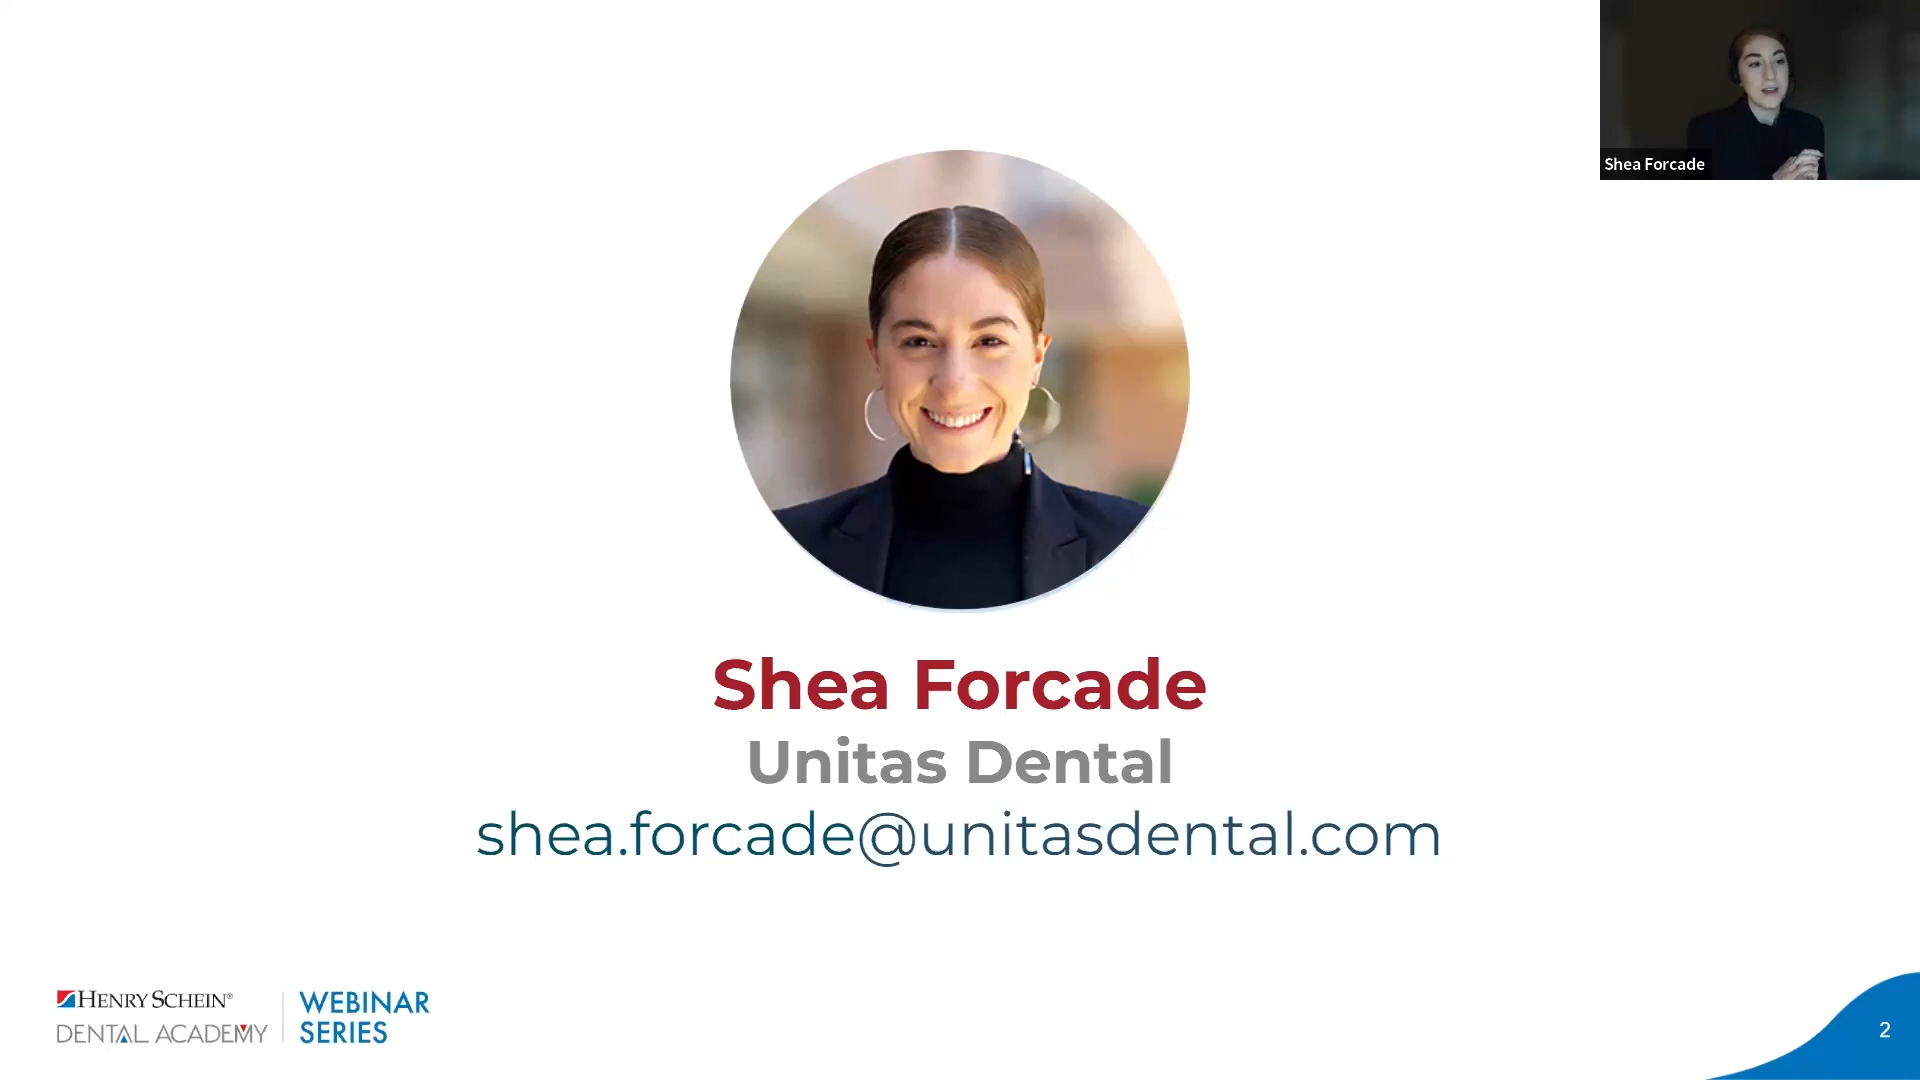 Shea Forcade
Shea Forcade
Unitas Dental
shea.forcade@unitasdental.com
HENRY SCHEIN®
DENTAL ACADEMY
WEBINAR
SERIES
2